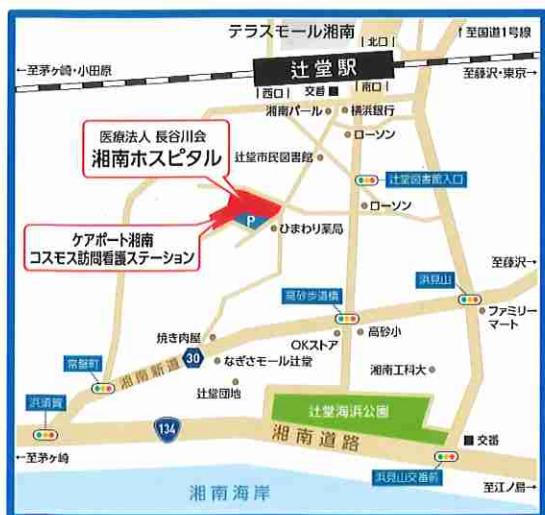 テラスモール湘南
北口
↑至国道1号線
←至茅ヶ崎・小田原
辻堂駅
至藤沢・東京→
西口
交番
南口
湘南パール
横浜銀行
ローソン
医療法人 長谷川会
湘南ホスピタル
辻堂市民図書館
辻堂図書館入口
ローソン
P
ひまわり薬局
ケアポート湘南
コスモス訪問看護ステーション
至藤沢→
浜見山
高砂歩道橋
ファミリー
マート
焼き肉屋
OKストア
高砂小
30
なぎさモール辻堂
湘南工科大
常盤町
湘南新道
辻堂団地
浜須賀
辻堂海浜公園
134
湘南道路
交番
←至茅ヶ崎
浜見山交番前
至江ノ島→
湘南海岸